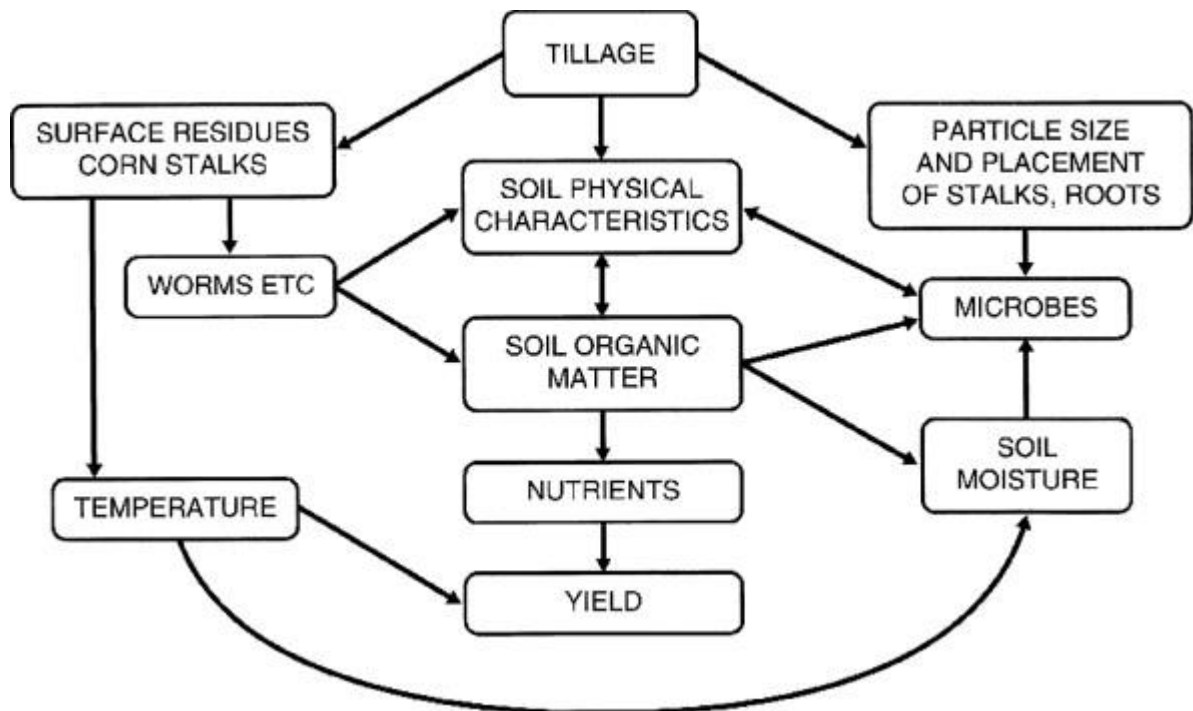 TILLAGE
SURFACE RESIDUES
CORN STALKS
PARTICLE SIZE
AND PLACEMENT
OF STALKS, ROOTS
SOIL PHYSICAL
CHARACTERISTICS
WORMS ETC
MICROBES
SOIL ORGANIC
MATTER
SOIL
MOISTURE
NUTRIENTS
TEMPERATURE
YIELD